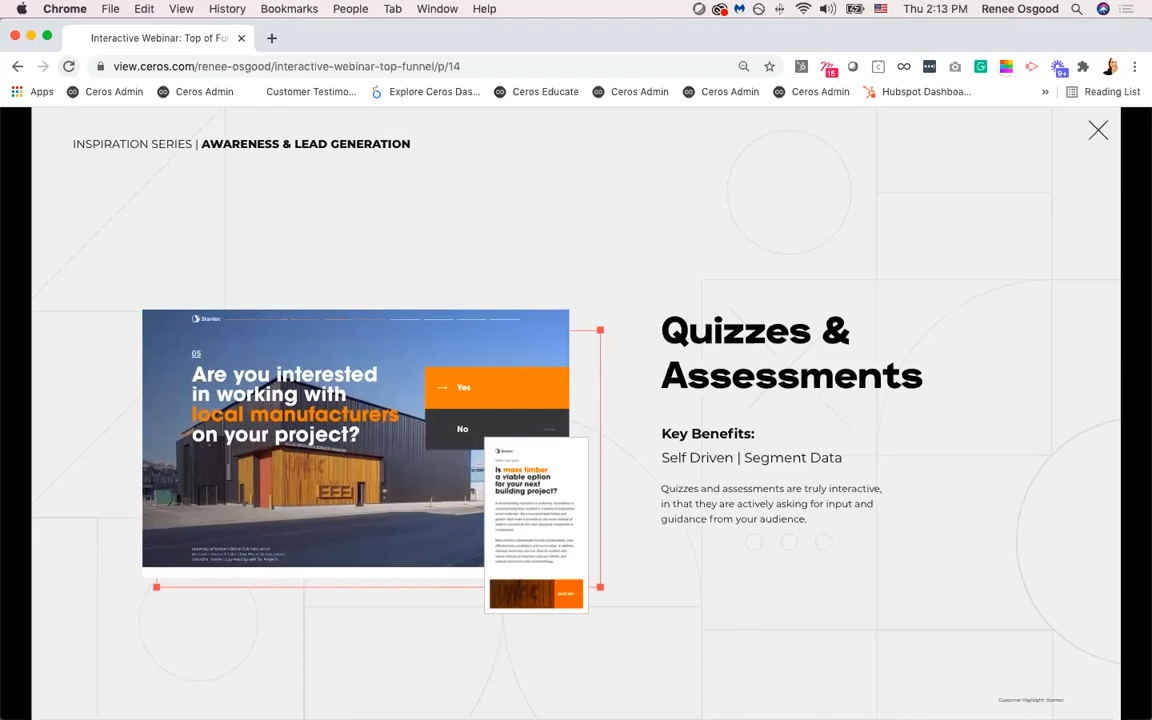 Chrome File Edit View History Bookmarks People Tab Window Help
Thu 2:13 PM Renee Osgood
Interactive Webinar: Top of Fu
view.ceros.com/renee-osgood/interactive-webinar-top-funnel/p/14
15
9+
Apps Ceros Admin Ceros Admin Customer Testimo... Explore Ceros Das... Ceros Educate Ceros Admin Ceros Admin Ceros Admin Hubspot Dashboa... » Reading List
INSPIRATION SERIES | AWARENESS & LEAD GENERATION
Stantec
05
Are you interested
in working with
local manufacturers
on your project?
Yes
No
Stantec
Is mass timber
a viable option
for your next
building project?
Quizzes &
Assessments
Key Benefits:
Self Driven | Segment Data
Quizzes and assessments are truly interactive,
in that they are actively asking for input and
guidance from your audience.
Customer Highlight: Stantec